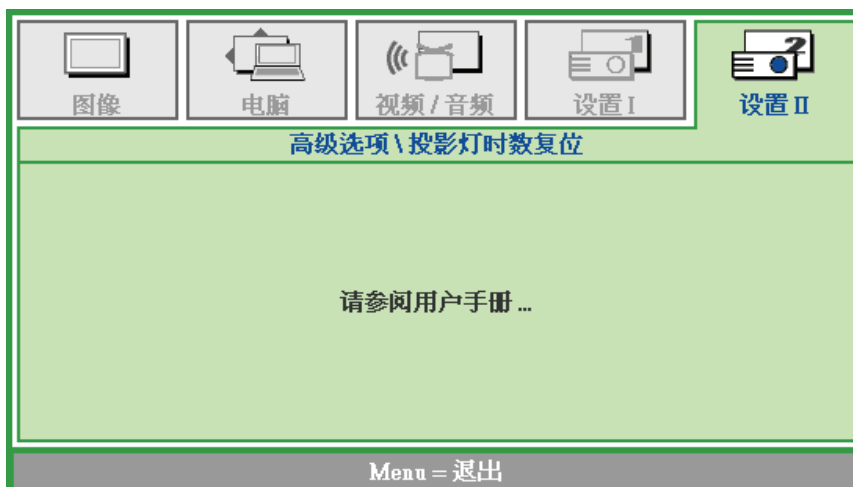 图像
电脑
视频 / 音频
设置 I
2
设置 II
高级选项 \ 投影灯时数复位
请参阅用户手册 ...
Menu = 退出